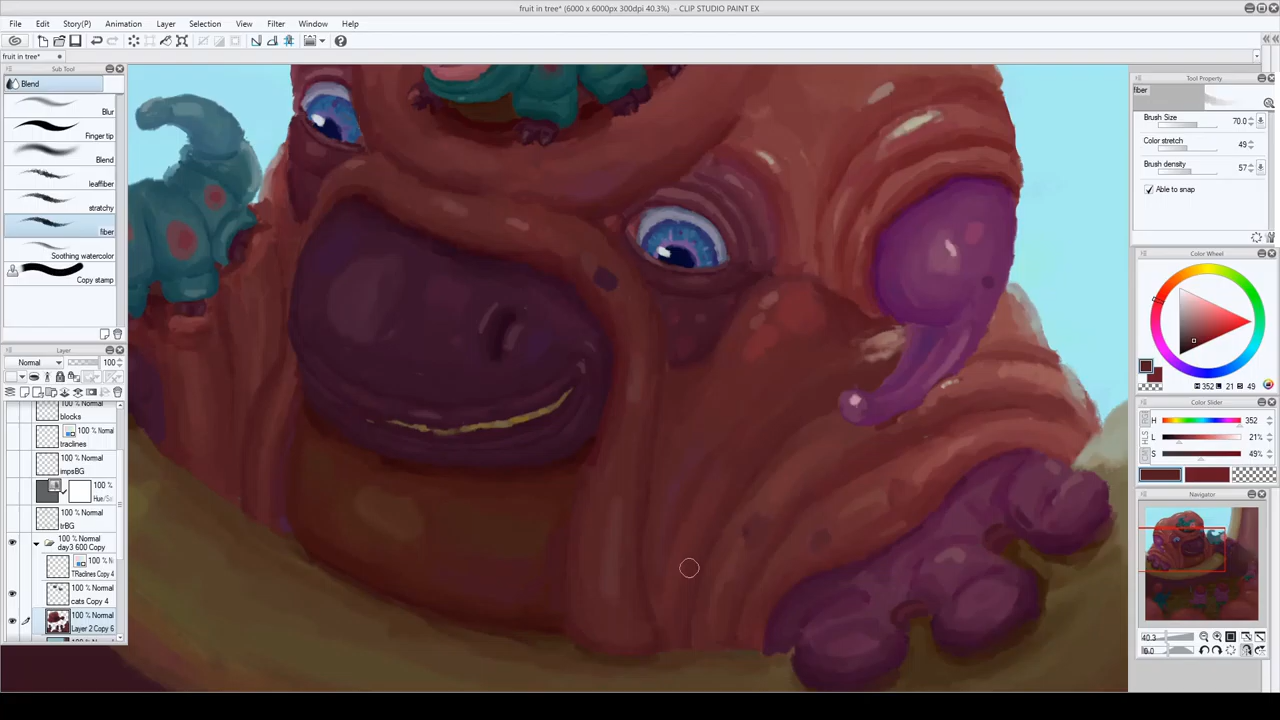 fruit in tree* (6000 x 6000px 300dpi 40.3%) - CLIP STUDIO PAINT EX
File Edit Story(P) Animation Layer Selection View Filter Window Help
fruit in tree*
Sub Tool
Blend
Blur
Finger tip
Blend
leaffiber
stratchy
fiber
Soothing watercolor
Copy stamp
Layer
Normal 100
100 % Normal
blocks
100 % Normal
traclines
100 % Normal
impsBG
100 %
Hue/Sa
100 % Normal
trBG
100 % Normal
day3 600 Copy
100 % N
TRaclines Copy 4
100 % Normal
cats Copy 4
100 % Normal
Layer 2 Copy 6
100 % Normal
Tool Property
fiber
Brush Size 70.0
Color stretch 49
Brush density 57
Able to snap
Color Wheel
352 21 49
Color Slider
H 352
L 21%
S 49%
RGB
HLS
Navigator
40.3
0.0